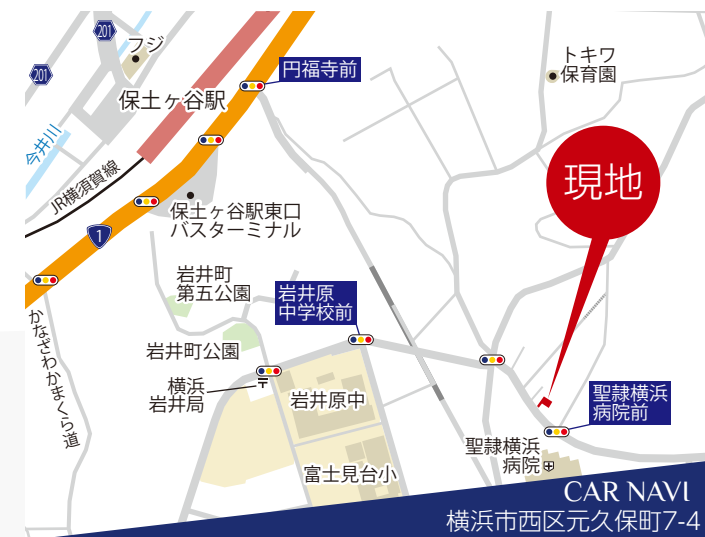 201
フジ
201
円福寺前
トキワ
保育園
保土ヶ谷駅
今井川
JR横須賀線
現地
保土ヶ谷駅東口
バスターミナル
1
岩井町
第五公園
岩井原
中学校前
かなざわかまくら道
岩井町公園
横浜
岩井局
岩井原中
聖隷横浜
病院前
聖隷横浜
病院
富士見台小
CAR NAVI
横浜市西区元久保町7-4